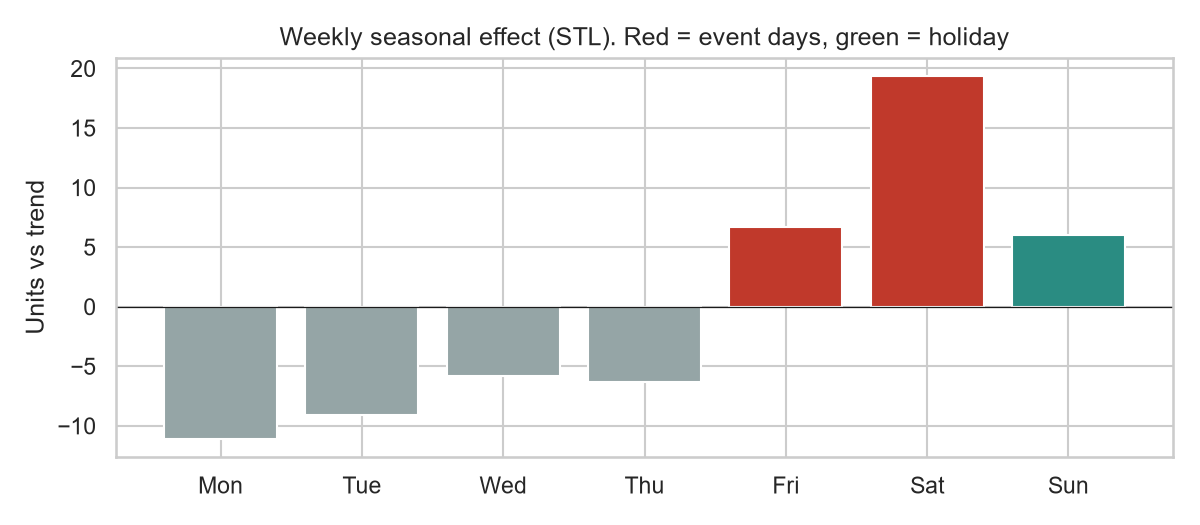 Weekly seasonal effect (STL). Red = event days, green = holiday
Units vs trend
20
15
10
5
0
−5
−10
Mon Tue Wed Thu Fri Sat Sun